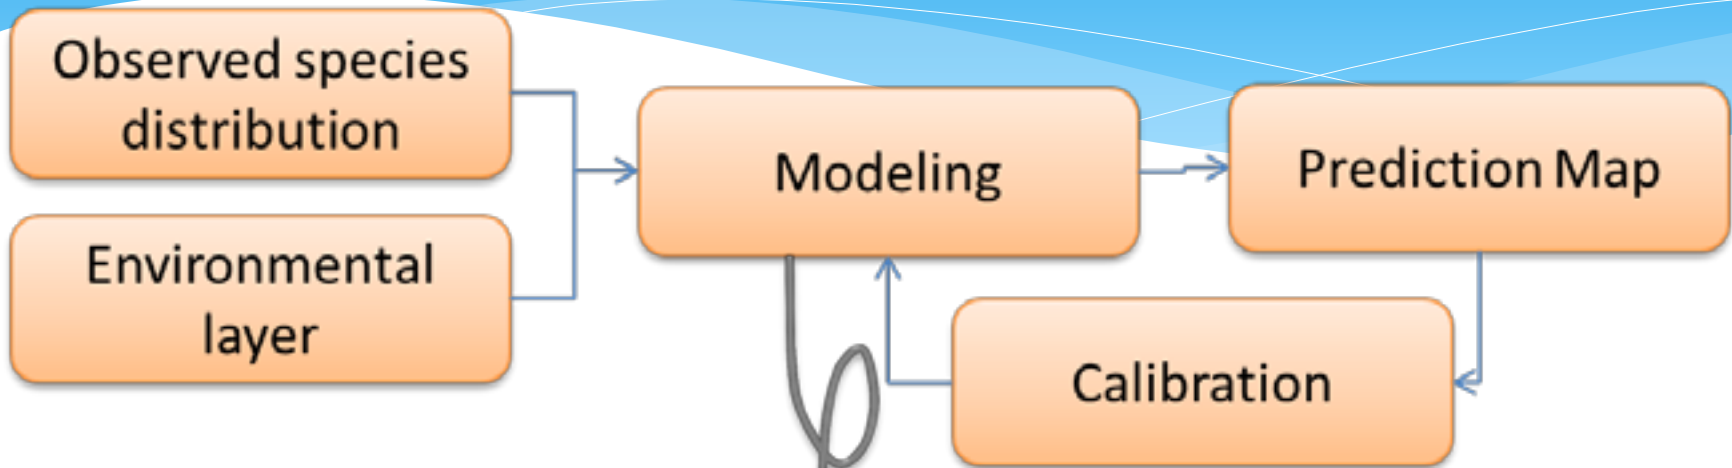 Observed species
distribution
Environmental
layer
Modeling
Prediction Map
Calibration